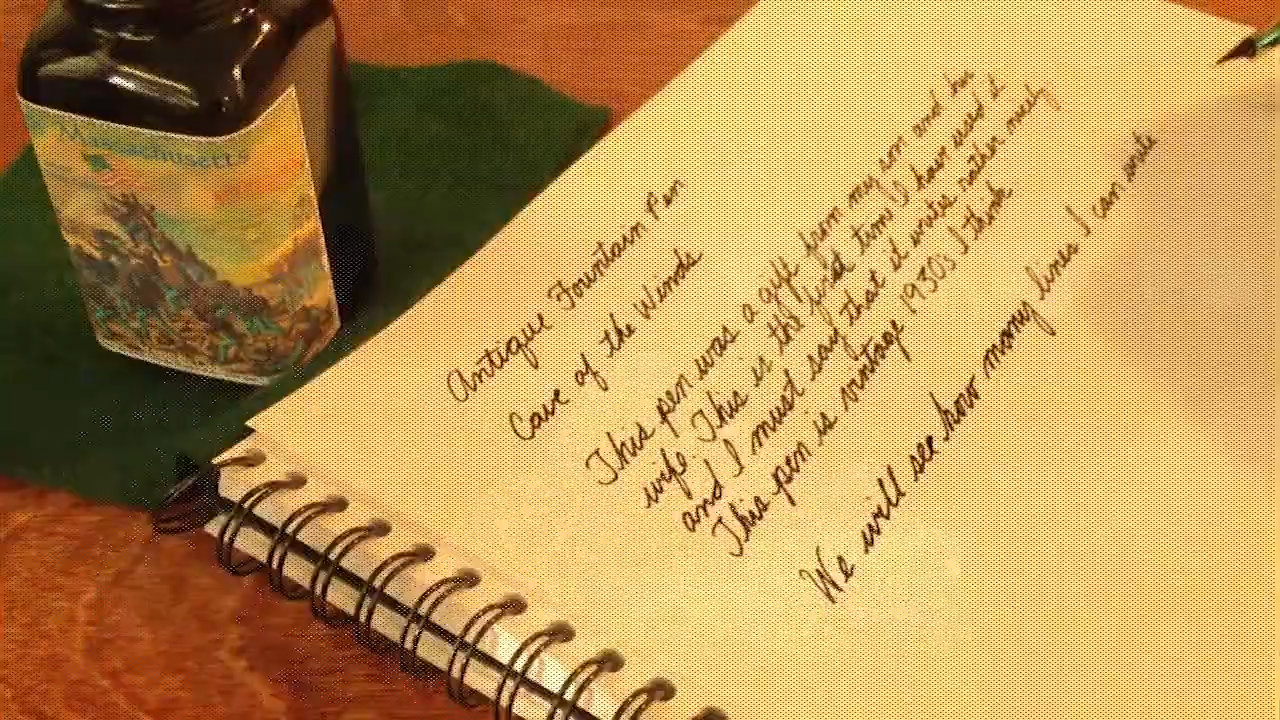 Massachusetts
Antique Fountain Pen
Cave of the Winds
This pen was a gift from my son and his
wife. This is the first time I have used it
and I must say that it writes rather nicely
This pen is vintage 1930s I think
We will see how many lines I can write